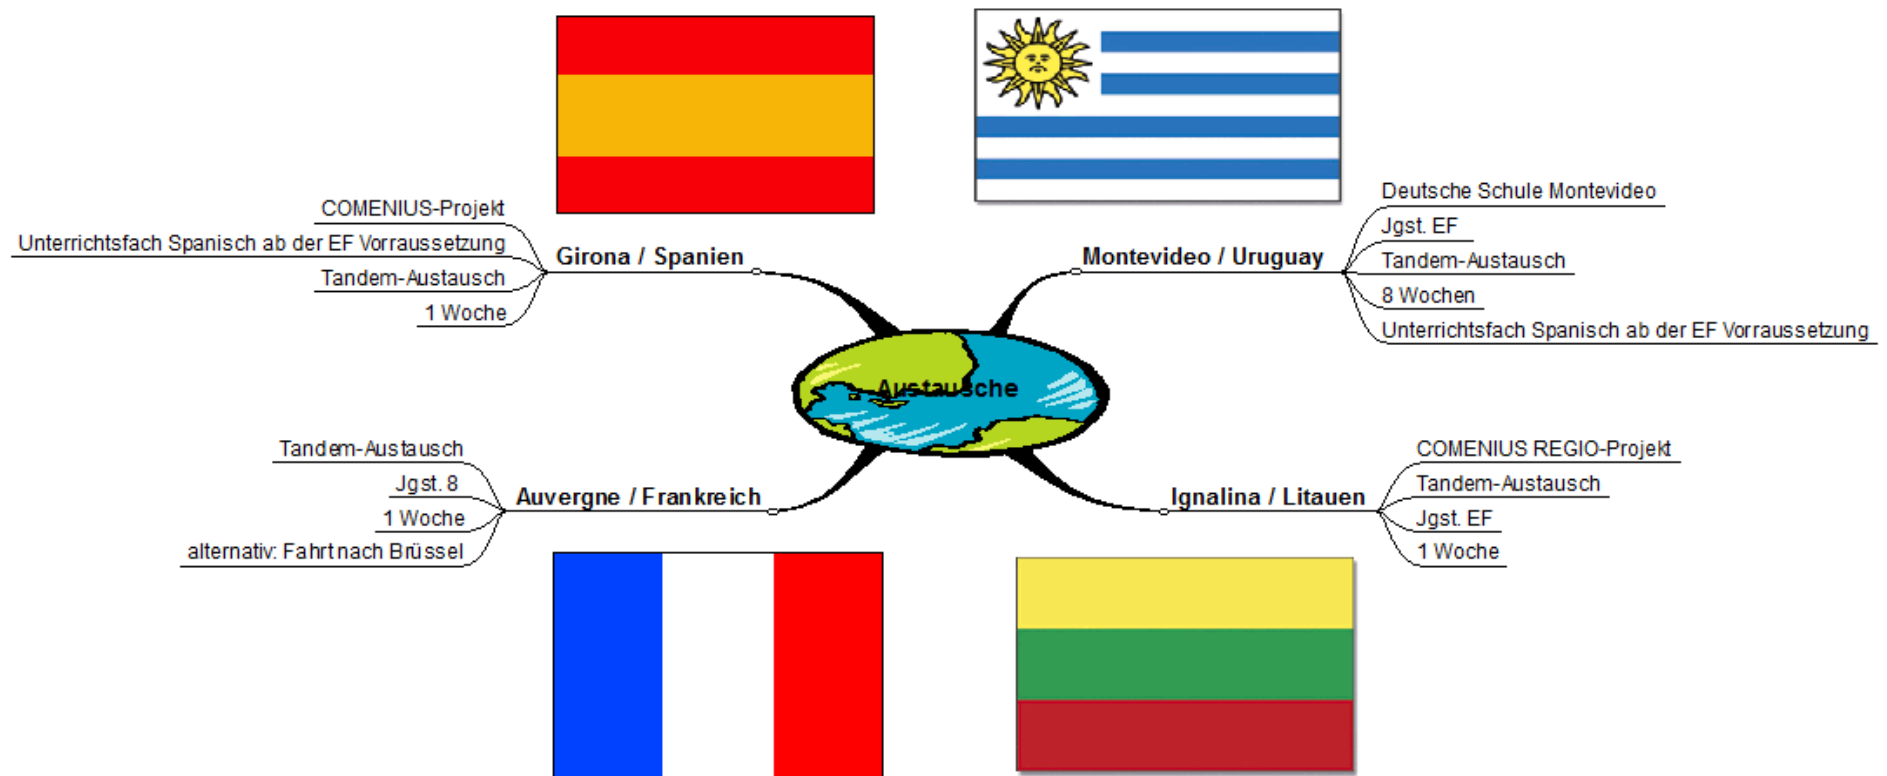 Austausche
Girona / Spanien
COMENIUS-Projekt
Unterrichtsfach Spanisch ab der EF Vorraussetzung
Tandem-Austausch
1 Woche
Montevideo / Uruguay
Deutsche Schule Montevideo
Jgst. EF
Tandem-Austausch
8 Wochen
Unterrichtsfach Spanisch ab der EF Vorraussetzung
Auvergne / Frankreich
Tandem-Austausch
Jgst. 8
1 Woche
alternativ: Fahrt nach Brüssel
Ignalina / Litauen
COMENIUS REGIO-Projekt
Tandem-Austausch
Jgst. EF
1 Woche